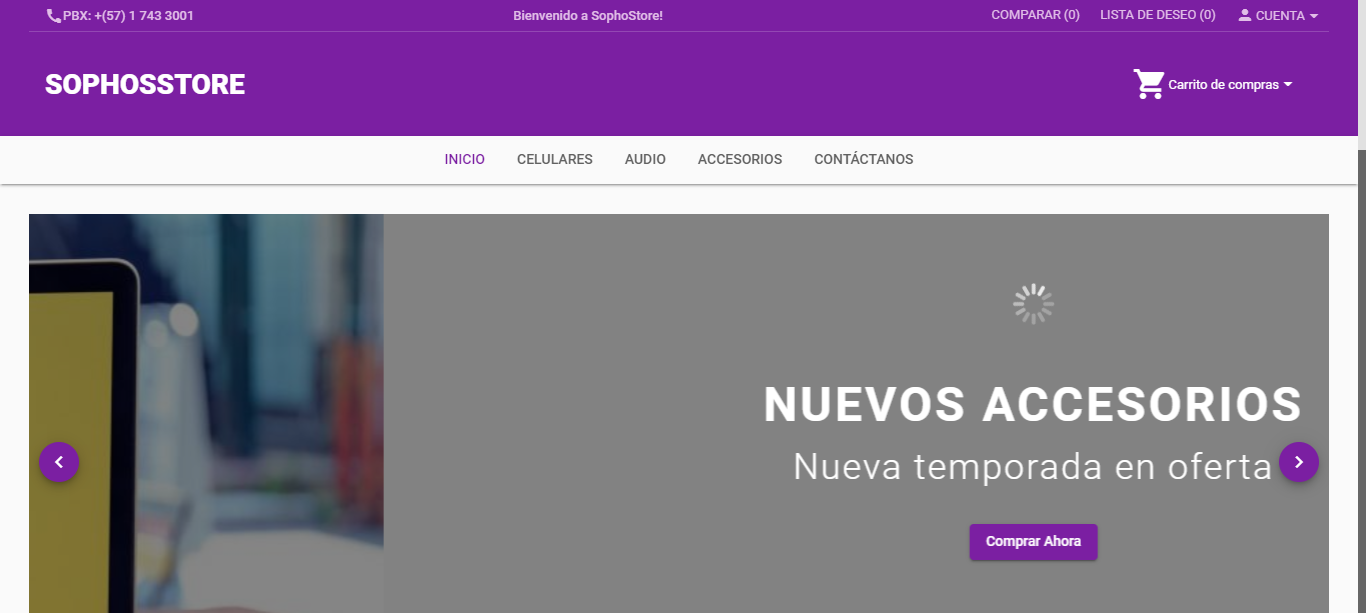 PBX: +(57) 1 743 3001
Bienvenido a SophoStore!
COMPARAR (0)
LISTA DE DESEO (0)
CUENTA
SOPHOSSTORE
Carrito de compras
INICIO
CELULARES
AUDIO
ACCESORIOS
CONTÁCTANOS
NUEVOS ACCESORIOS
Nueva temporada en oferta
Comprar Ahora